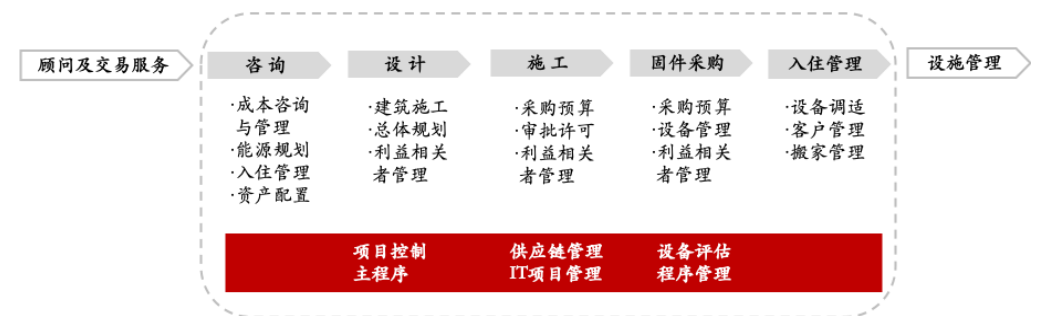 顾问及交易服务
咨询
设计
施工
固件采购
入住管理
设施管理
·成本咨询
与管理
·能源规划
·入住管理
·资产配置
·建筑施工
·总体规划
·利益相关
者管理
·采购预算
·审批许可
·利益相关
者管理
·采购预算
·设备管理
·利益相关
者管理
·设备调适
·客户管理
·搬家管理
项目控制
主程序
供应链管理
IT项目管理
设备评估
程序管理